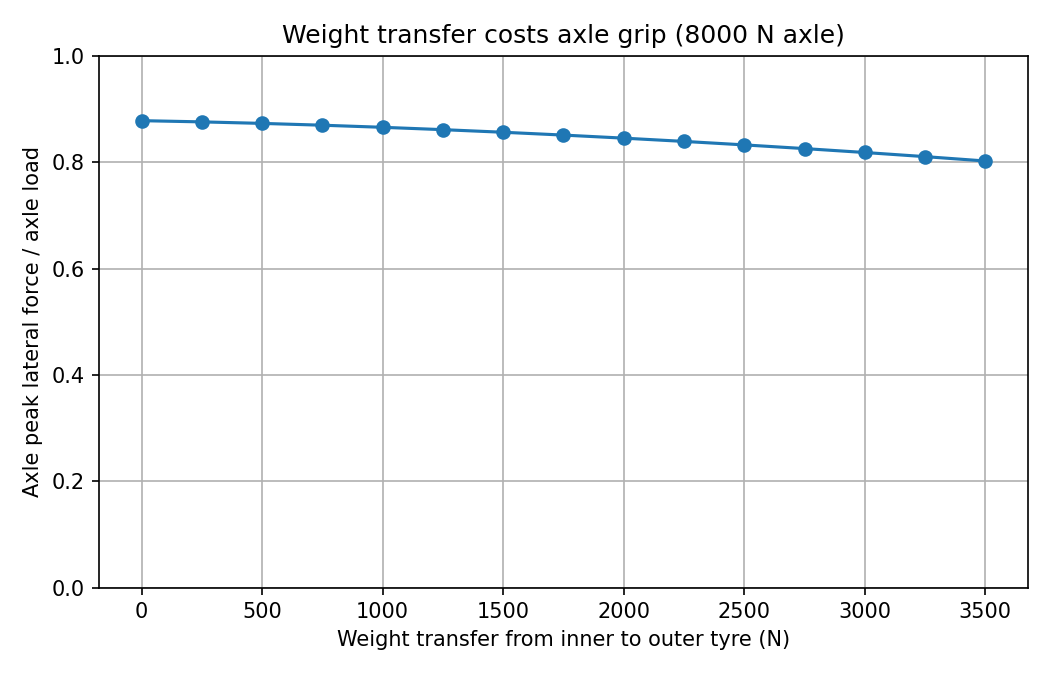 Weight transfer costs axle grip (8000 N axle)
Axle peak lateral force / axle load
1.0
0.8
0.6
0.4
0.2
0.0
0 500 1000 1500 2000 2500 3000 3500
Weight transfer from inner to outer tyre (N)